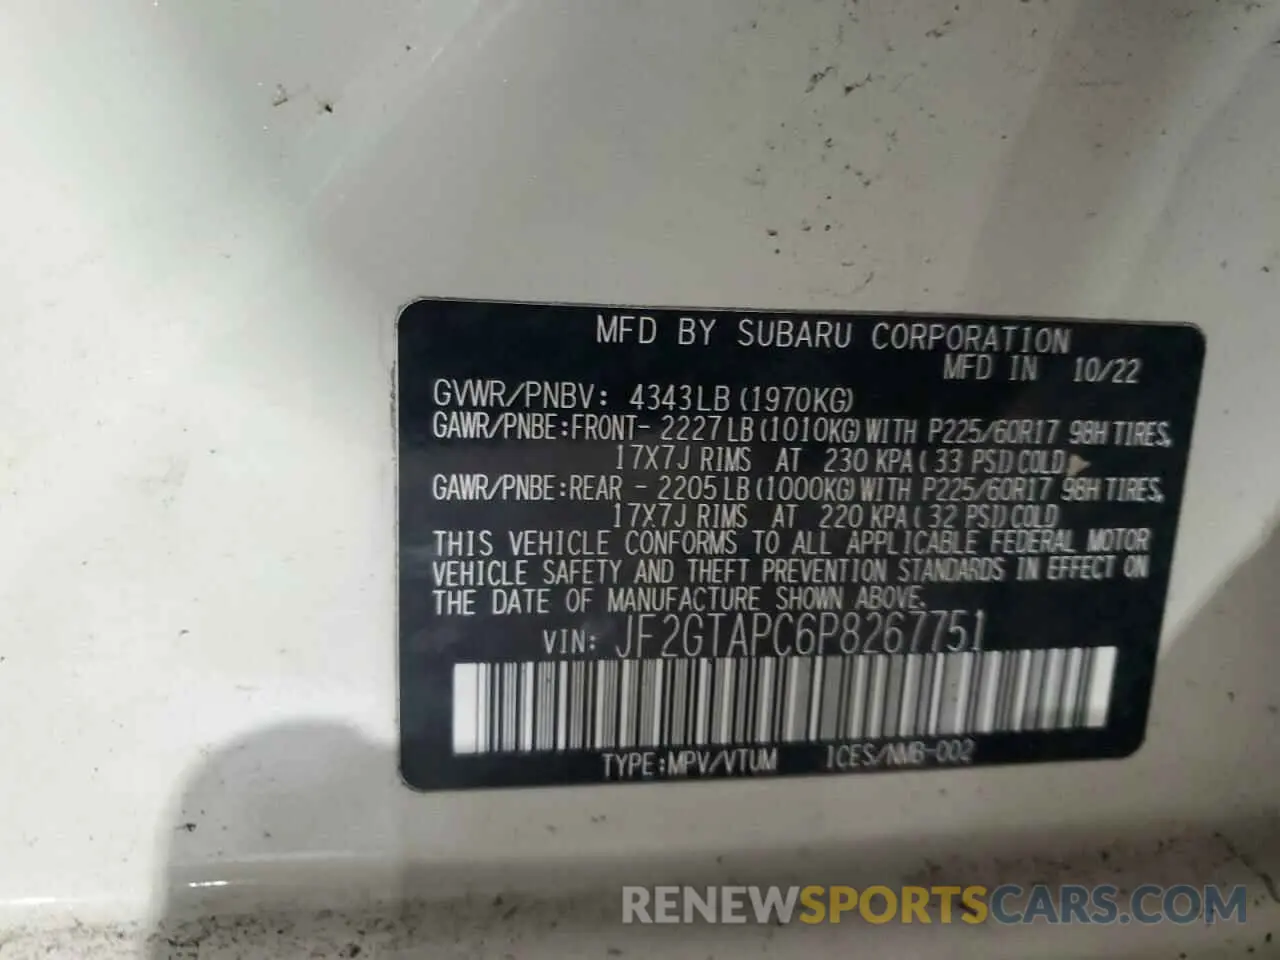 MFD BY SUBARU CORPORATION
MFD IN 10/22
GVWR/PNBV: 4343LB(1970KG)
GAWR/PNBE:FRONT- 2227LB(1010KG)WITH P225/60R17 98H TIRES,
17X7J RIMS AT 230 KPA(33 PSI)COLD
GAWR/PNBE:REAR - 2205LB(1000KG)WITH P225/60R17 98H TIRES,
17X7J RIMS AT 220 KPA(32 PSI)COLD
THIS VEHICLE CONFORMS TO ALL APPLICABLE FEDERAL MOTOR
VEHICLE SAFETY AND THEFT PREVENTION STANDARDS IN EFFECT ON
THE DATE OF MANUFACTURE SHOWN ABOVE.
VIN: JF2GTAPC6P8267751
TYPE:MPV/VTUM ICES/NMB-002
RENEWSPORTSCARS.COM